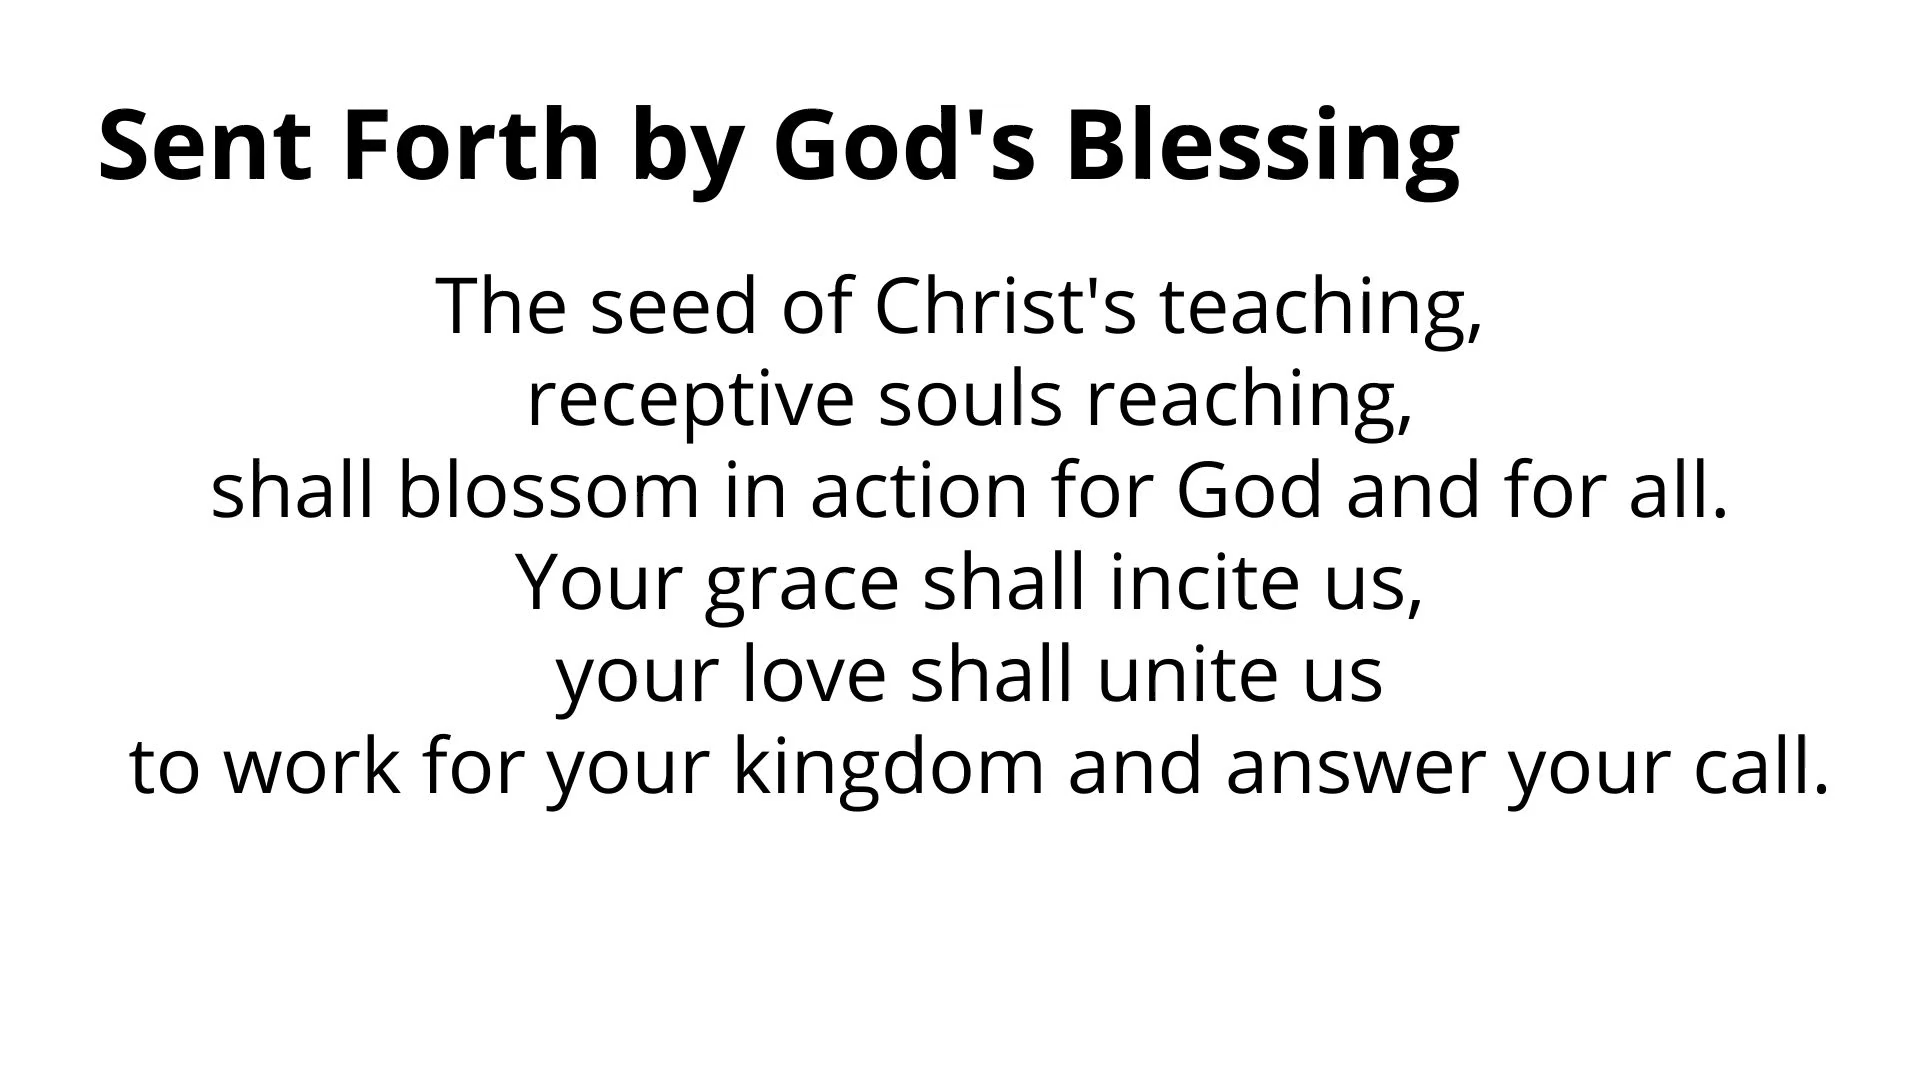 Sent Forth by God's Blessing
The seed of Christ's teaching,
receptive souls reaching,
shall blossom in action for God and for all.
Your grace shall incite us,
your love shall unite us
to work for your kingdom and answer your call.